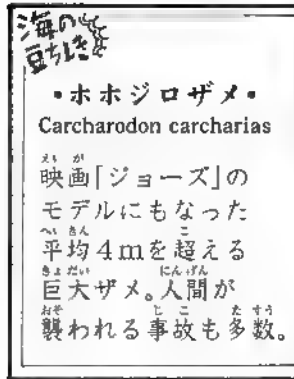 海の
豆ちしき
・ホホジロザメ・
Carcharodon carcharias
映画「ジョーズ」の
モデルにもなった
平均4mを超える
巨大ザメ。人間が
襲われる事故も多数。